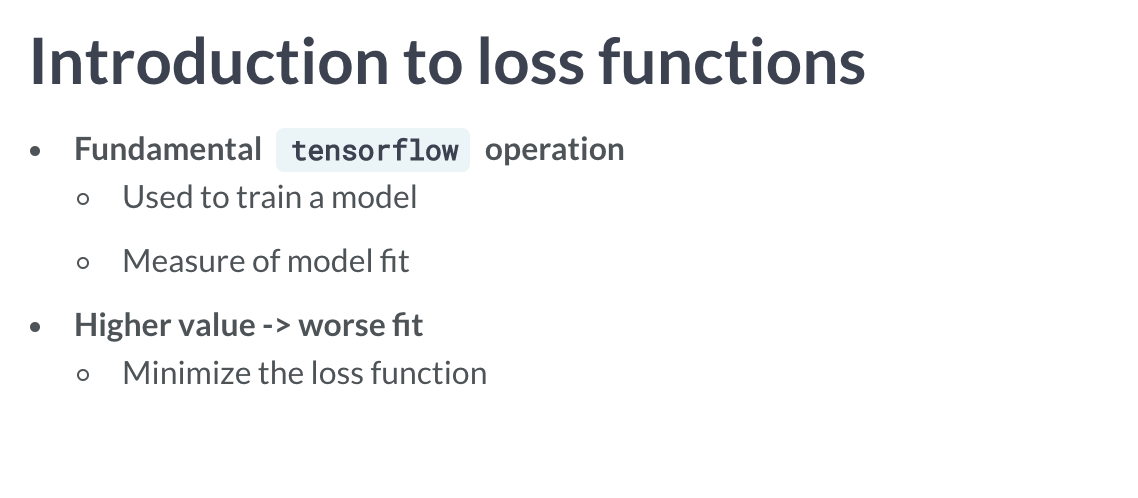 Introduction to loss functions
• Fundamental tensorflow operation
◦ Used to train a model
◦ Measure of model fit
• Higher value -> worse fit
◦ Minimize the loss function